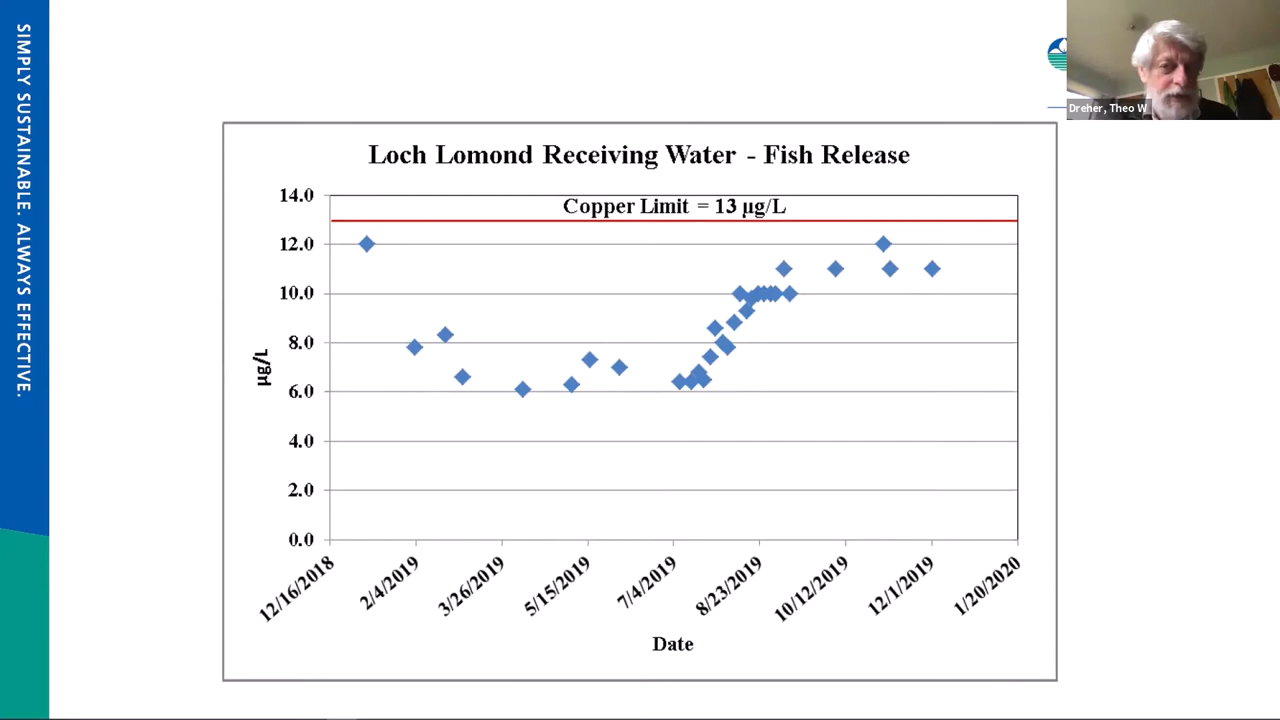 SIMPLY SUSTAINABLE. ALWAYS EFFECTIVE.
Dreher, Theo W
Loch Lomond Receiving Water - Fish Release
Copper Limit = 13 µg/L
14.0
12.0
10.0
8.0
6.0
4.0
2.0
0.0
µg/l
12/16/2018
2/4/2019
3/26/2019
5/15/2019
7/4/2019
8/23/2019
10/12/2019
12/1/2019
1/20/2020
Date